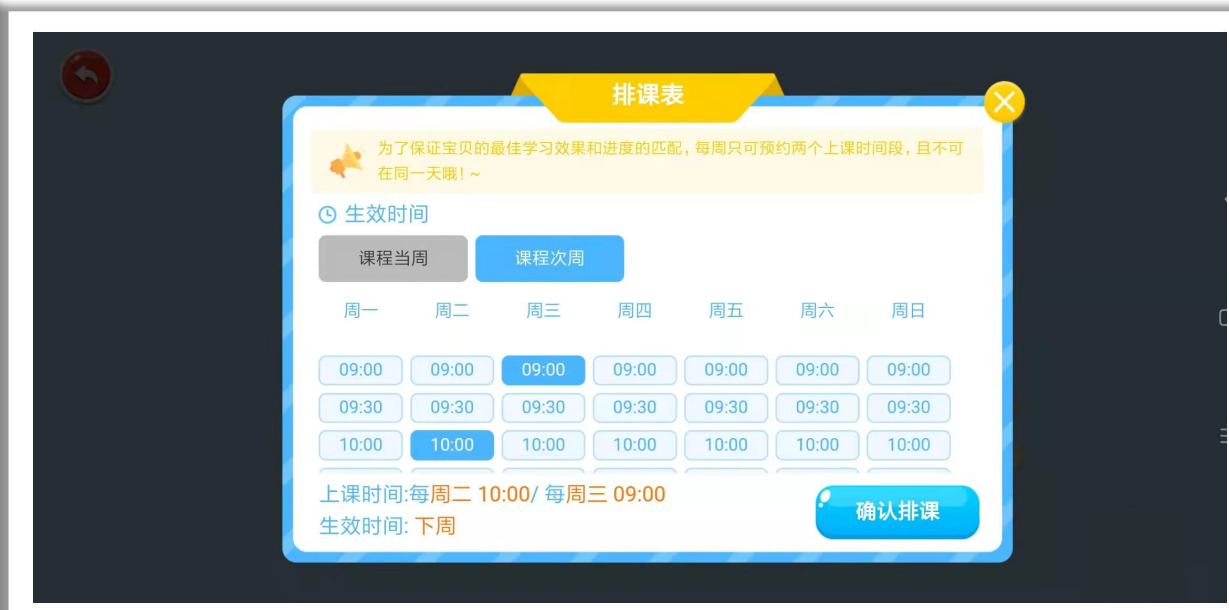 排课表
为了保证宝贝的最佳学习效果和进度的匹配，每周只可预约两个上课时间段，且不可
在同一天哦！~
生效时间
课程当周 课程次周
周一 周二 周三 周四 周五 周六 周日
09:00 09:00 09:00 09:00 09:00 09:00 09:00
09:30 09:30 09:30 09:30 09:30 09:30 09:30
10:00 10:00 10:00 10:00 10:00 10:00 10:00
上课时间:每周二 10:00/ 每周三 09:00
生效时间: 下周
确认排课